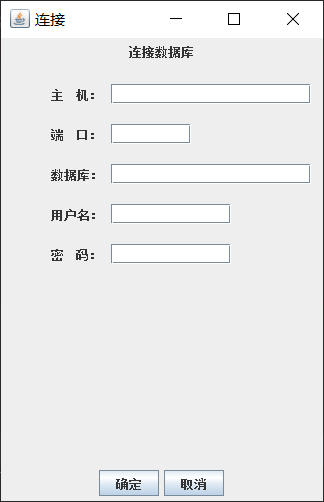 连接
连接数据库
主 机：
端 口：
数据库：
用户名：
密 码：
确定 取消